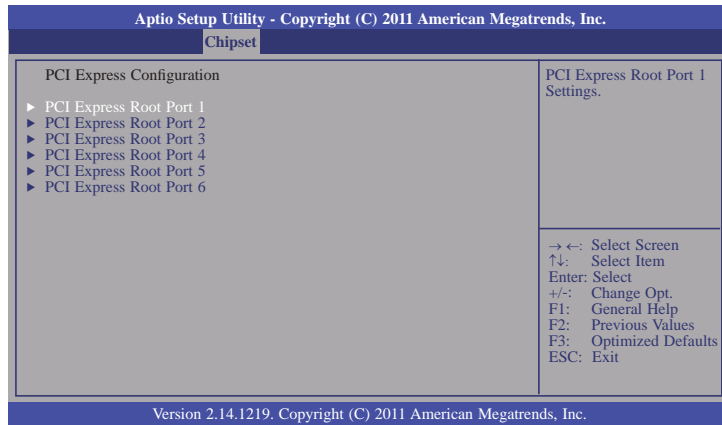 Aptio Setup Utility - Copyright (C) 2011 American Megatrends, Inc.
Chipset
PCI Express Configuration
► PCI Express Root Port 1
► PCI Express Root Port 2
► PCI Express Root Port 3
► PCI Express Root Port 4
► PCI Express Root Port 5
► PCI Express Root Port 6
PCI Express Root Port 1
Settings.
→ ←: Select Screen
↑↓: Select Item
Enter: Select
+/-: Change Opt.
F1: General Help
F2: Previous Values
F3: Optimized Defaults
ESC: Exit
Version 2.14.1219. Copyright (C) 2011 American Megatrends, Inc.